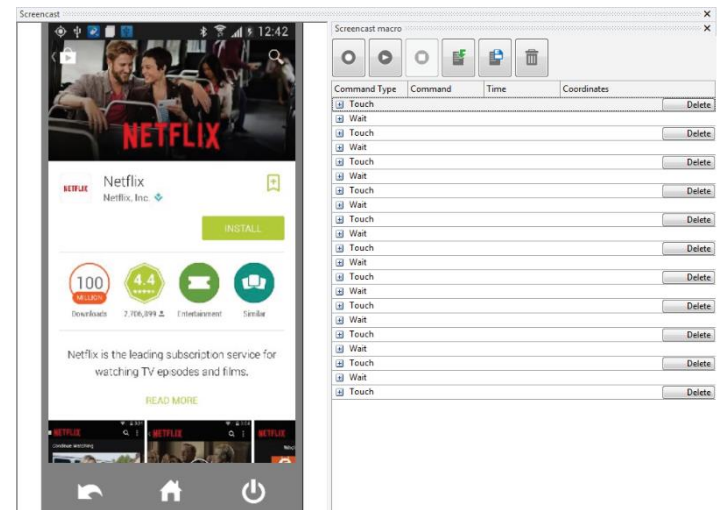 Screencast
12:42
NETFLIX
NETFLIX
Netflix
Netflix, Inc.
INSTALL
100
MILLION
4.4
Downloads
2,706,899
Entertainment
Similar
Netflix is the leading subscription service for
watching TV episodes and films.
READ MORE
NETFLIX
NETFLIX
NETFLIX
Continue watching
Screencast macro
Command Type Command Time Coordinates
Touch Delete
Wait
Touch Delete
Wait
Touch Delete
Wait
Touch Delete
Wait
Touch Delete
Wait
Touch Delete
Wait
Touch Delete
Wait
Touch Delete
Wait
Touch Delete
Wait
Touch Delete
Wait
Touch Delete